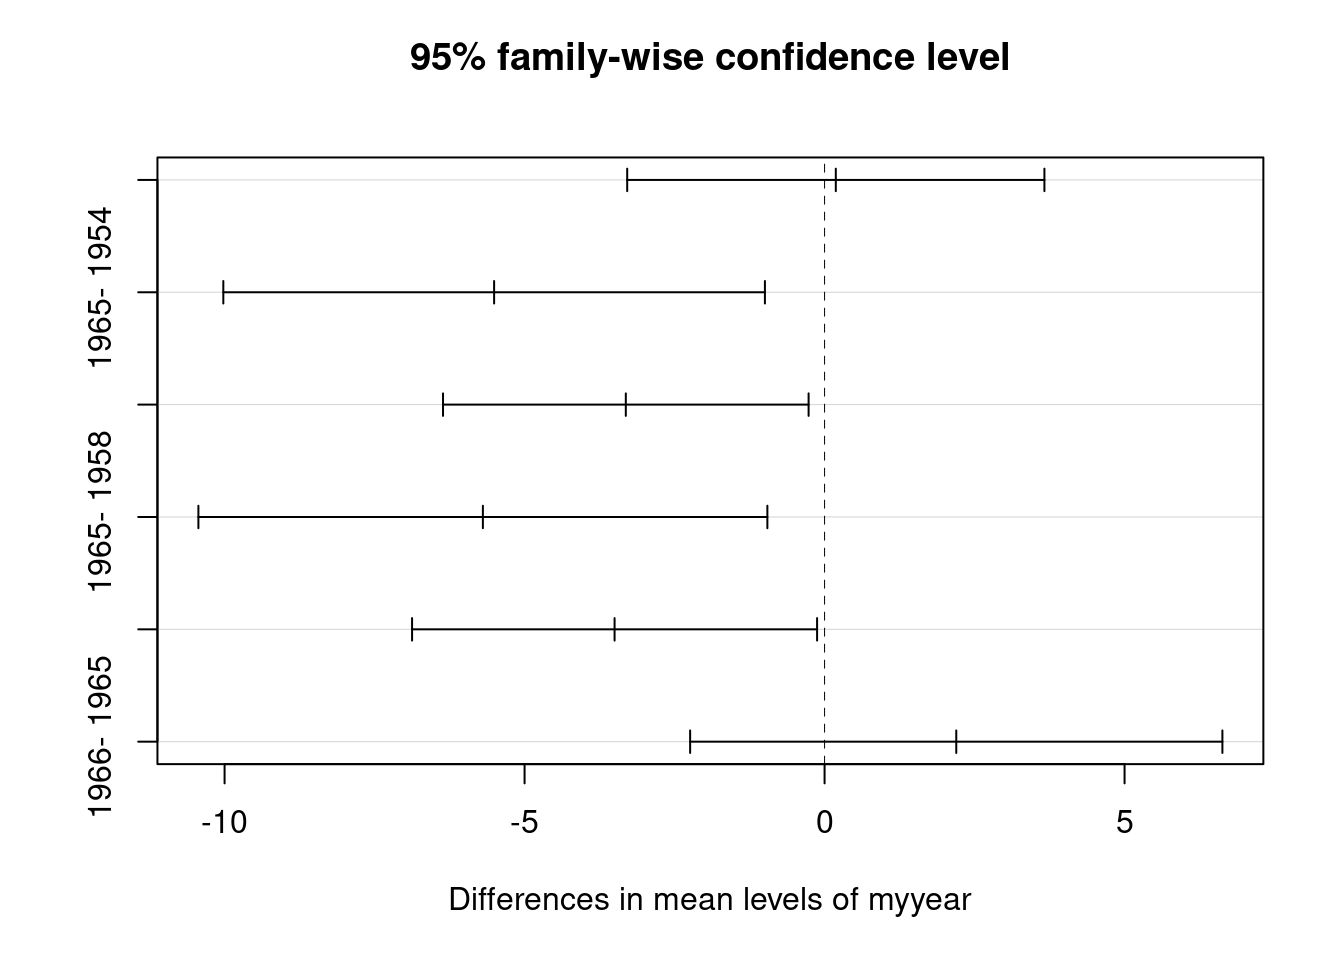 95% family-wise confidence level
1965- 1954
1965- 1958
1966- 1965
-10 -5 0 5
Differences in mean levels of myyear